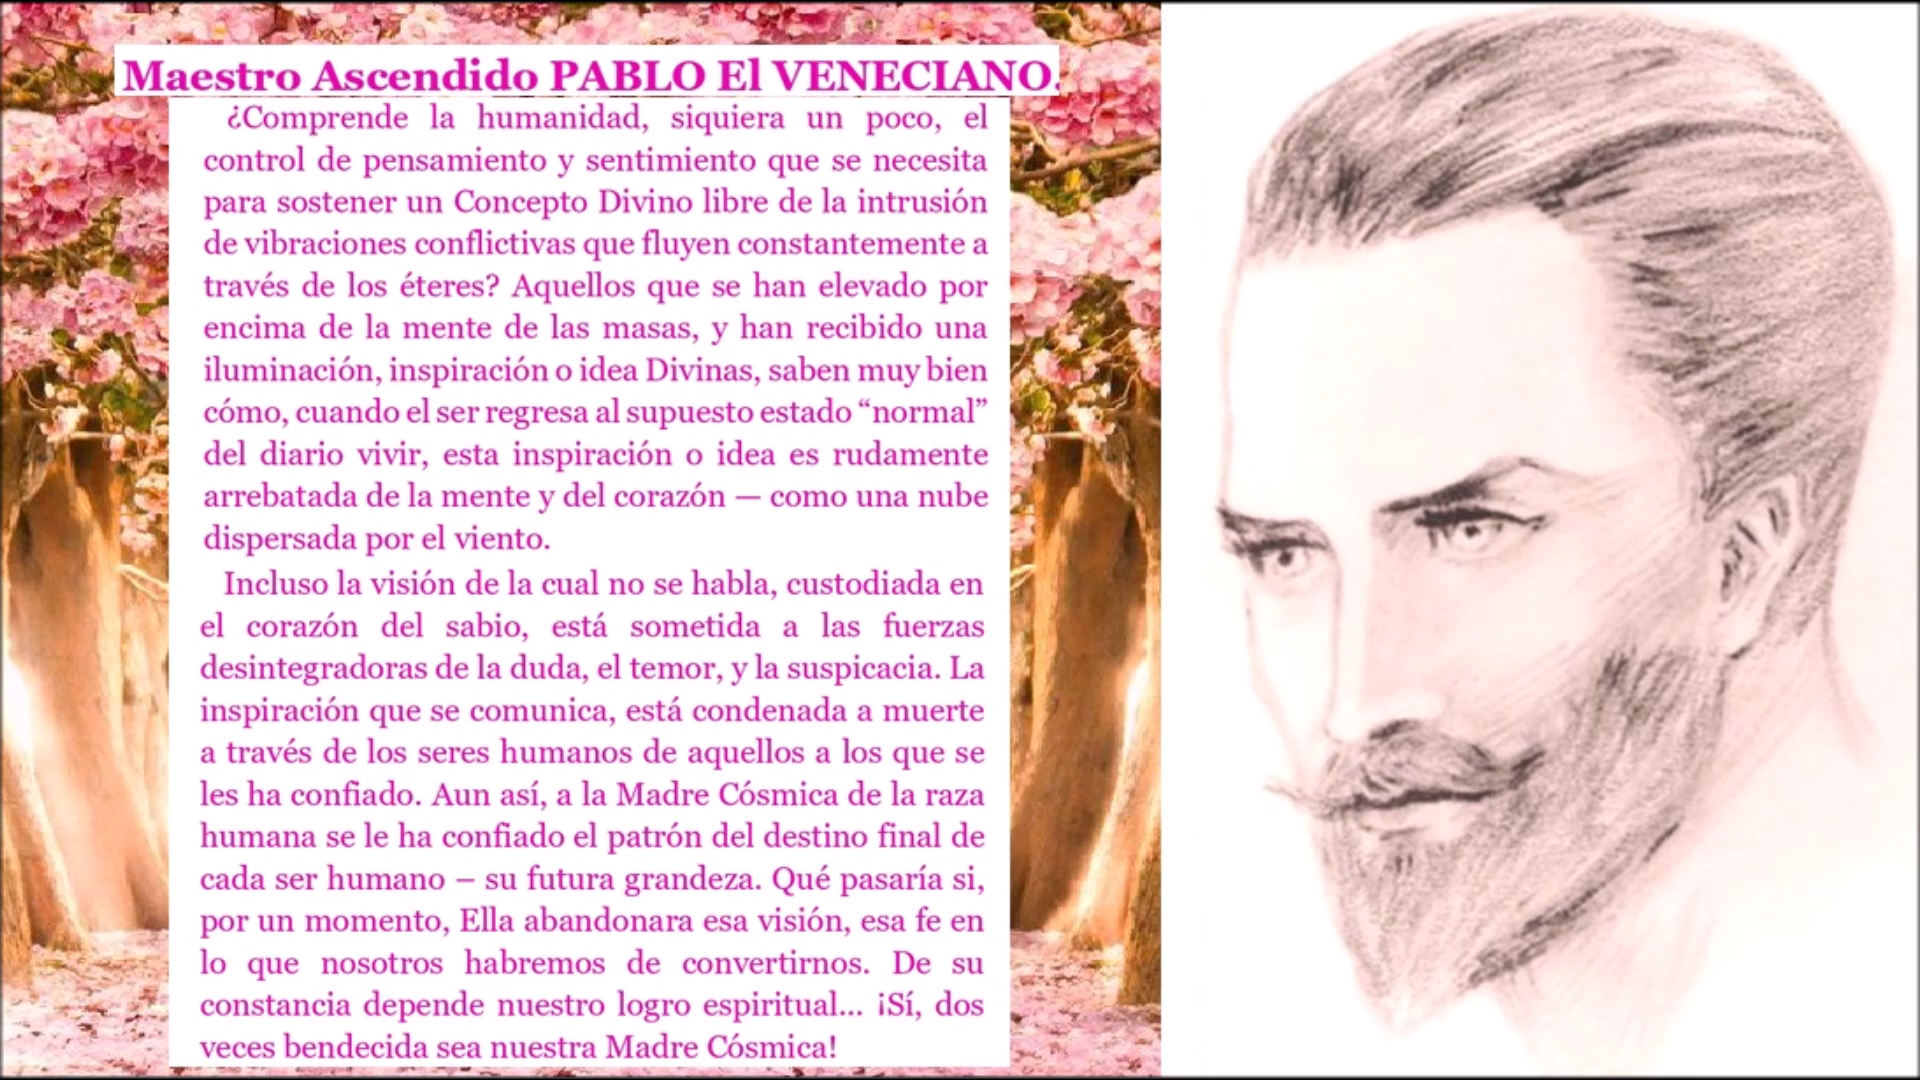 Maestro Ascendido PABLO El VENECIANO.
¿Comprende la humanidad, siquiera un poco, el
control de pensamiento y sentimiento que se necesita
para sostener un Concepto Divino libre de la intrusión
de vibraciones conflictivas que fluyen constantemente a
través de los éteres? Aquellos que se han elevado por
encima de la mente de las masas, y han recibido una
iluminación, inspiración o idea Divinas, saben muy bien
cómo, cuando el ser regresa al supuesto estado “normal”
del diario vivir, esta inspiración o idea es rudamente
arrebatada de la mente y del corazón — como una nube
dispersada por el viento.
Incluso la visión de la cual no se habla, custodiada en
el corazón del sabio, está sometida a las fuerzas
desintegradoras de la duda, el temor, y la suspicacia. La
inspiración que se comunica, está condenada a muerte
a través de los seres humanos de aquellos a los que se
les ha confiado. Aun así, a la Madre Cósmica de la raza
humana se le ha confiado el patrón del destino final de
cada ser humano – su futura grandeza. Qué pasaría si,
por un momento, Ella abandonara esa visión, esa fe en
lo que nosotros habremos de convertirnos. De su
constancia depende nuestro logro espiritual... ¡Sí, dos
veces bendecida sea nuestra Madre Cósmica!